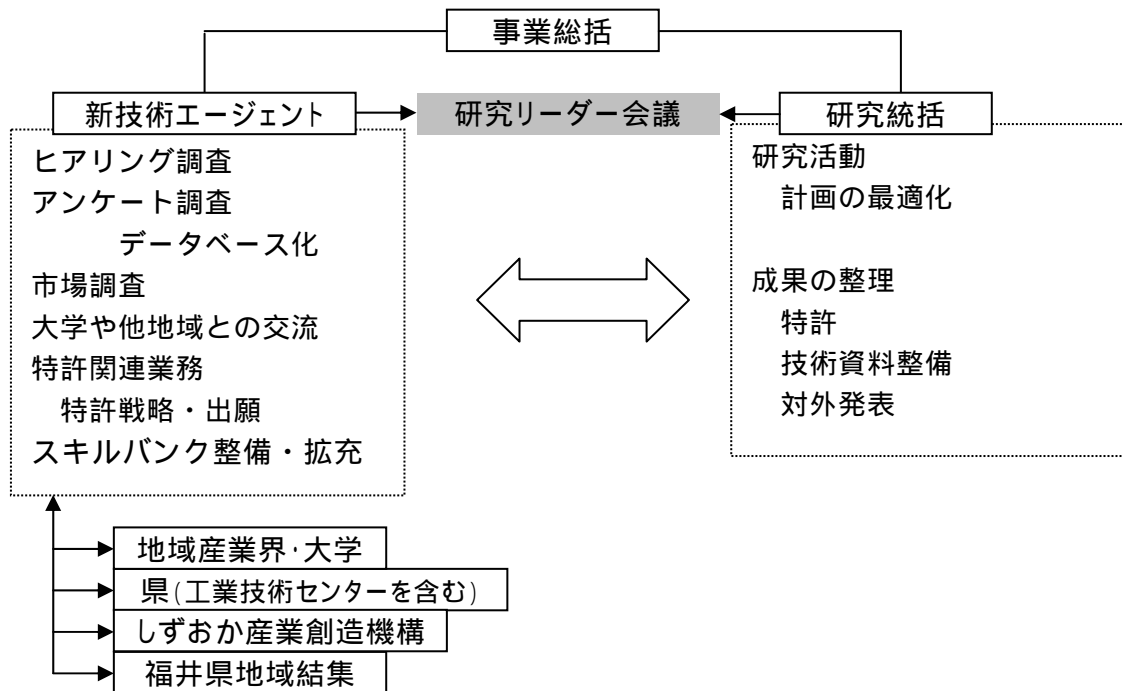 事業総括
新技術エージェント
研究リーダー会議
研究統括
ヒアリング調査
アンケート調査
データベース化
市場調査
大学や他地域との交流
特許関連業務
特許戦略・出願
スキルバンク整備・拡充
研究活動
計画の最適化
成果の整理
特許
技術資料整備
対外発表
地域産業界・大学
県(工業技術センターを含む)
しずおか産業創造機構
福井県地域結集